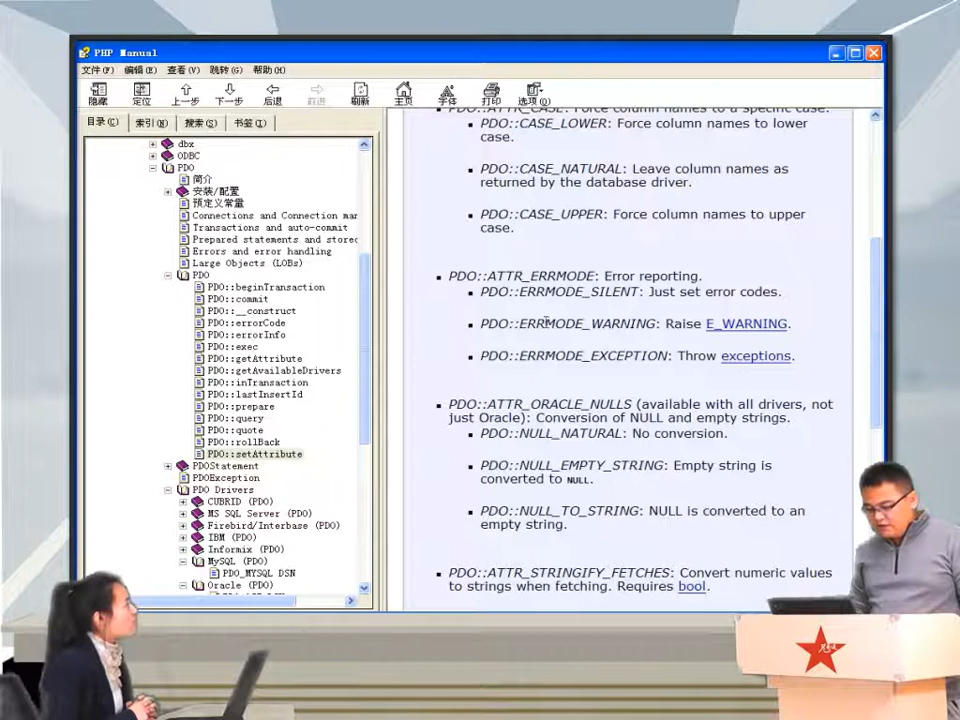 PHP Manual
文件(F) 编辑(E) 查看(V) 跳转(G) 帮助(H)
隐藏 定位 上一步 下一步 后退 前进 刷新 主页 字体 打印 选项(O)
目录(C) 索引(N) 搜索(S) 书签(I)
dbx
ODBC
PDO
简介
安装/配置
预定义常量
Connections and Connection mar
Transactions and auto-commit
Prepared statements and storec
Errors and error handling
Large Objects (LOBs)
PDO
PDO::beginTransaction
PDO::commit
PDO::__construct
PDO::errorCode
PDO::errorInfo
PDO::exec
PDO::getAttribute
PDO::getAvailableDrivers
PDO::inTransaction
PDO::lastInsertId
PDO::prepare
PDO::query
PDO::quote
PDO::rollBack
PDO::setAttribute
PDOStatement
PDOException
PDO Drivers
CUBRID (PDO)
MS SQL Server (PDO)
Firebird/Interbase (PDO)
IBM (PDO)
Informix (PDO)
MySQL (PDO)
PDO_MYSQL DSN
Oracle (PDO)
PDO::ATTR_CASE: Force column names to a specific case.
PDO::CASE_LOWER: Force column names to lower
case.
PDO::CASE_NATURAL: Leave column names as
returned by the database driver.
PDO::CASE_UPPER: Force column names to upper
case.
PDO::ATTR_ERRMODE: Error reporting.
PDO::ERRMODE_SILENT: Just set error codes.
PDO::ERRMODE_WARNING: Raise E_WARNING.
PDO::ERRMODE_EXCEPTION: Throw exceptions.
PDO::ATTR_ORACLE_NULLS (available with all drivers, not
just Oracle): Conversion of NULL and empty strings.
PDO::NULL_NATURAL: No conversion.
PDO::NULL_EMPTY_STRING: Empty string is
converted to NULL.
PDO::NULL_TO_STRING: NULL is converted to an
empty string.
PDO::ATTR_STRINGIFY_FETCHES: Convert numeric values
to strings when fetching. Requires bool.